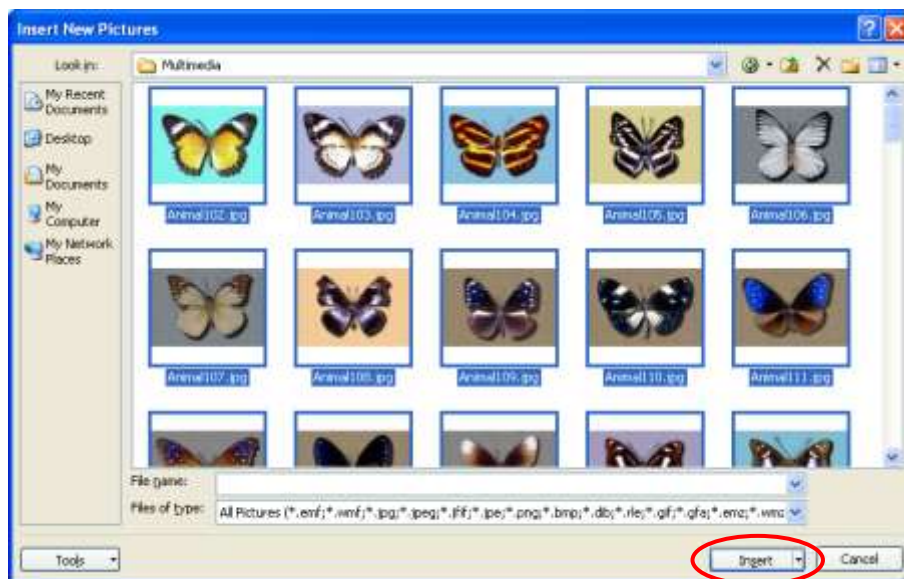 Insert New Pictures
Look in:
Multimedia
My Recent
Documents
Desktop
My
Documents
My
Computer
My Network
Places
Animal102.jpg
Animal103.jpg
Animal104.jpg
Animal105.jpg
Animal106.jpg
Animal107.jpg
Animal108.jpg
Animal109.jpg
Animal110.jpg
Animal111.jpg
File name:
Files of type:
All Pictures (*.emf;*.wmf;*.jpg;*.jpeg;*.jfif;*.jpe;*.png;*.bmp;*.dib;*.rle;*.gif;*.gfa;*.emz;*.wmz
Tools
Insert
Cancel